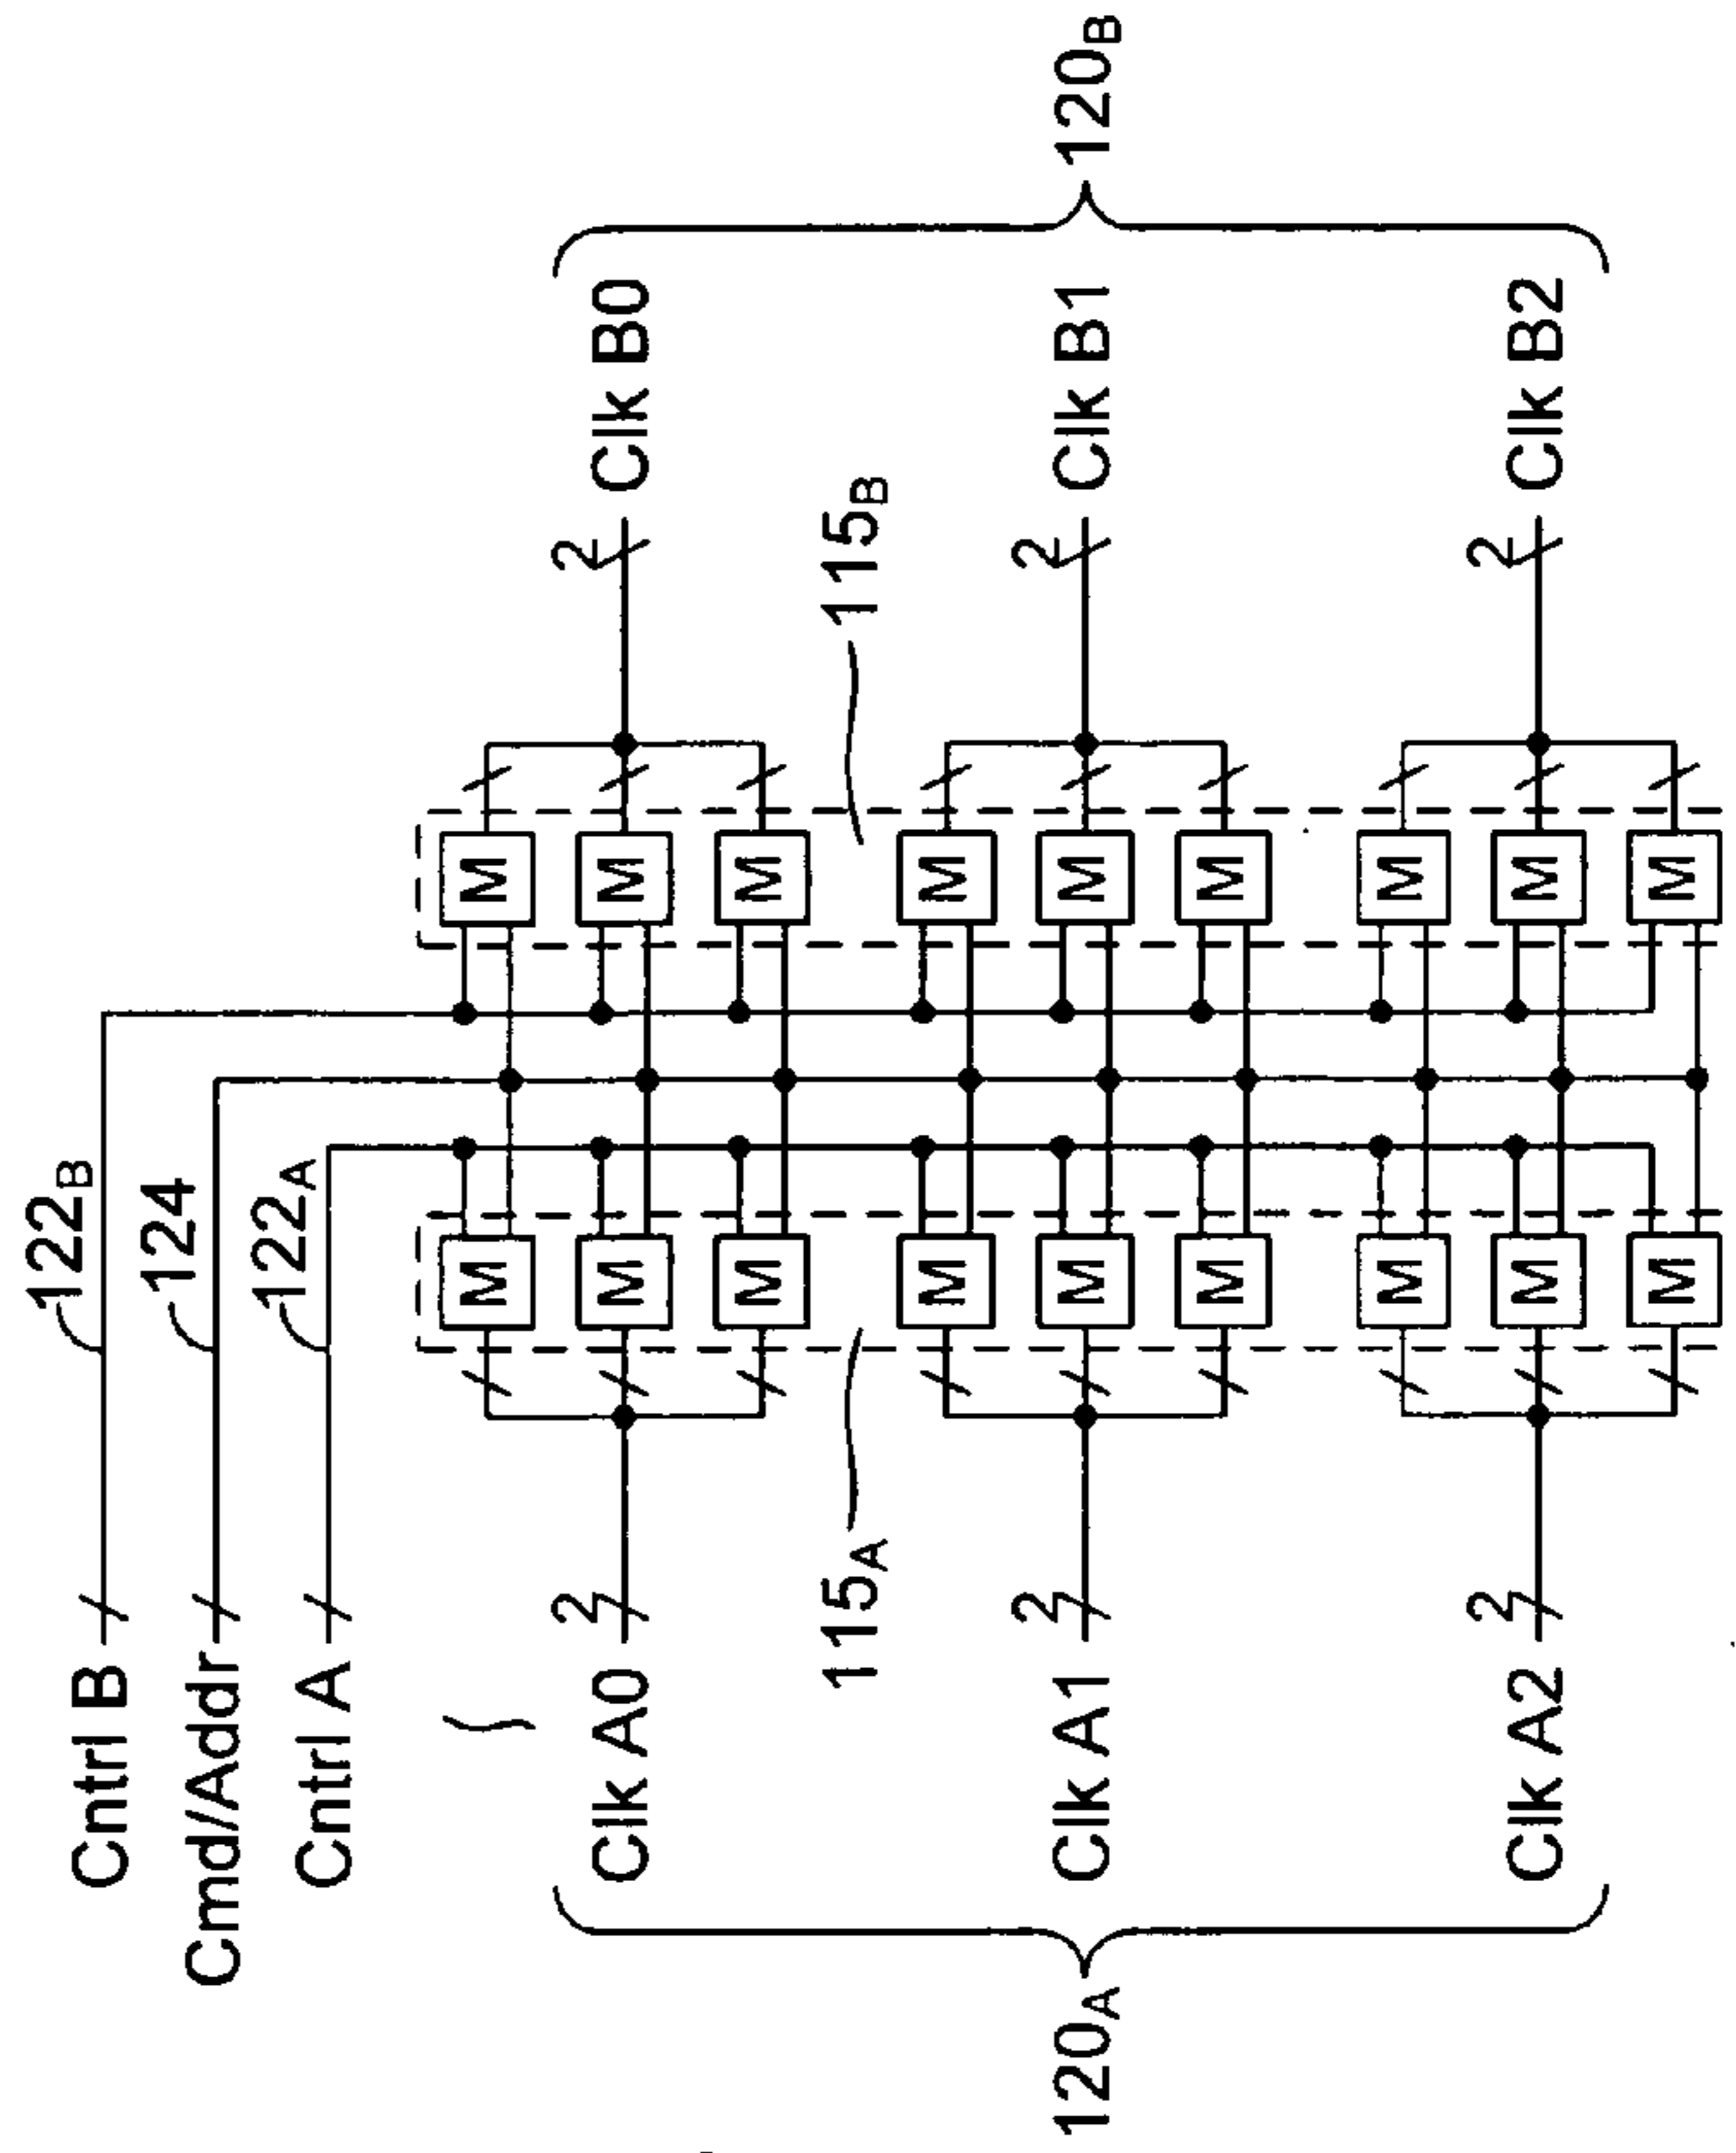 120B
Clk B0
Clk B1
Clk B2
2
2
2
115B
M M M M M M M M M
122B
124
122A
M M M M M M M M M
115A
2
2
2
Cntrl B
Cmd/Addr
Cntrl A
Clk A0
Clk A1
Clk A2
120A